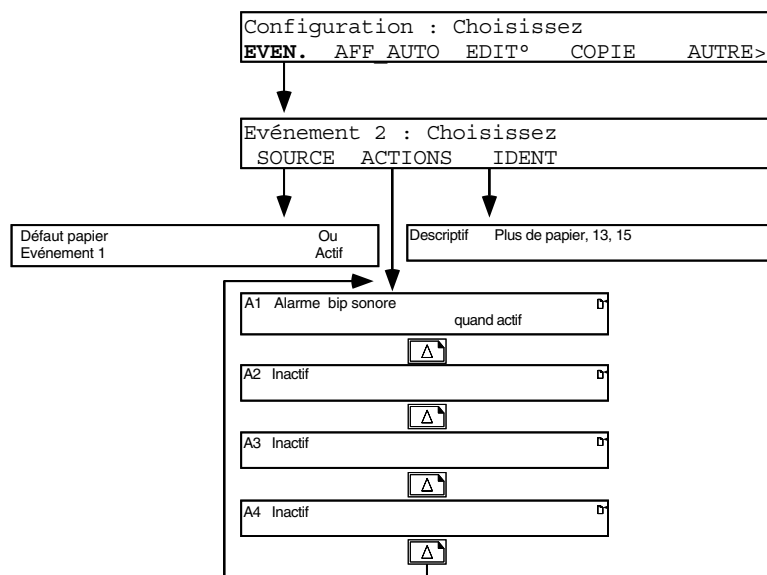 Configuration : Choisissez
EVEN. AFF_AUTO EDIT° COPIE AUTRE>
Evénement 2 : Choisissez
SOURCE ACTIONS IDENT
Défaut papier Ou
Evénement 1 Actif
Descriptif Plus de papier, 13, 15
A1 Alarme bip sonore
quand actif
A2 Inactif
A3 Inactif
A4 Inactif